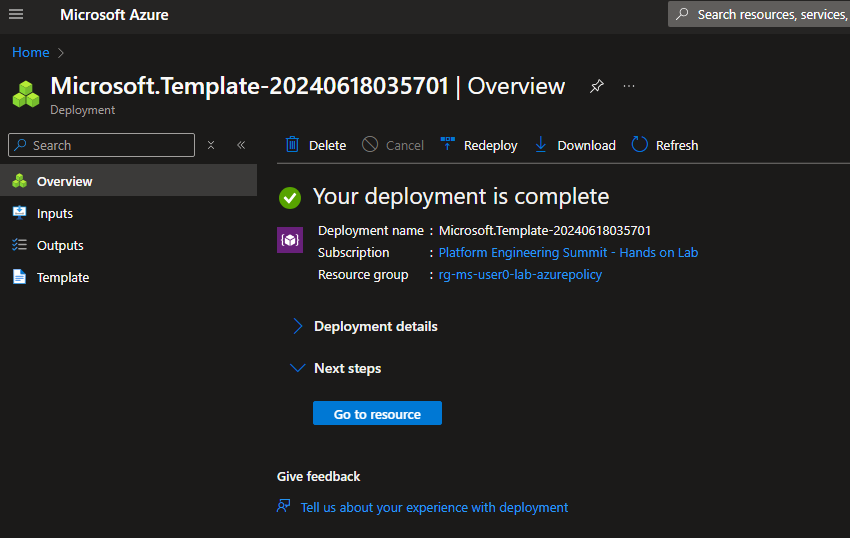 Microsoft Azure
Search resources, services,
Home
Microsoft.Template-20240618035701 | Overview
Deployment
Search
Delete
Cancel
Redeploy
Download
Refresh
Overview
Inputs
Outputs
Template
Your deployment is complete
Deployment name : Microsoft.Template-20240618035701
Subscription : Platform Engineering Summit - Hands on Lab
Resource group : rg-ms-user0-lab-azurepolicy
Deployment details
Next steps
Go to resource
Give feedback
Tell us about your experience with deployment